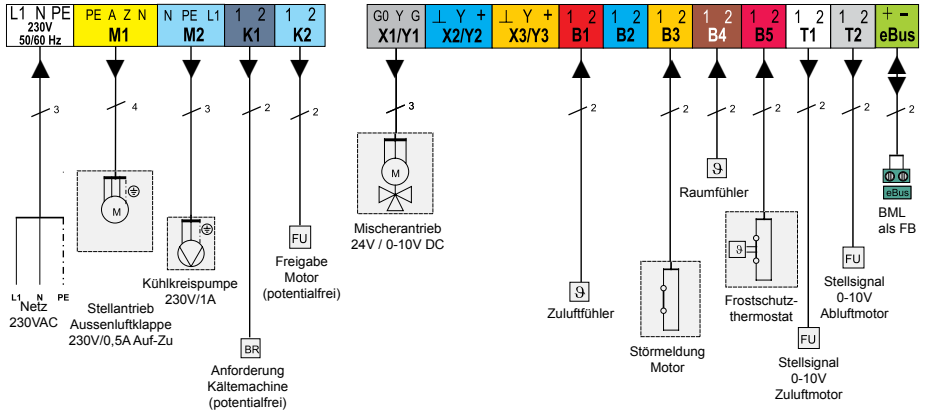 L1 N PE
230V
50/60 Hz
PE A Z N
M1
N PE L1
M2
1 2
K1
1 2
K2
G0 Y G
X1/Y1
⊥ Y +
X2/Y2
⊥ Y +
X3/Y3
1 2
B1
1 2
B2
1 2
B3
1 2
B4
1 2
B5
1 2
T1
1 2
T2
+ -
eBus
3
4
3
2
2
3
2
2
2
2
2
2
2
M
L1 N PE
Netz
230VAC
Stellantrieb
Aussenluftklappe
230V/0,5A Auf-Zu
Kühlkreispumpe
230V/1A
BR
Anforderung
Kältemachine
(potentialfrei)
FU
Freigabe
Motor
(potentialfrei)
M
Mischerantrieb
24V / 0-10V DC
ϑ
Zuluftfühler
Störmeldung
Motor
ϑ
Raumfühler
ϑ
Frostschutz-
thermostat
FU
Stellsignal
0-10V
Zuluftmotor
FU
Stellsignal
0-10V
Abluftmotor
eBus
BML
als FB